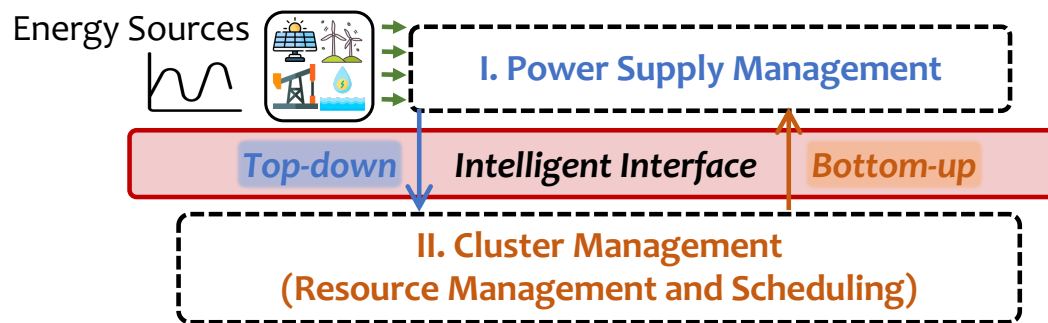 Energy Sources
I. Power Supply Management
Top-down
Intelligent Interface
Bottom-up
II. Cluster Management
(Resource Management and Scheduling)